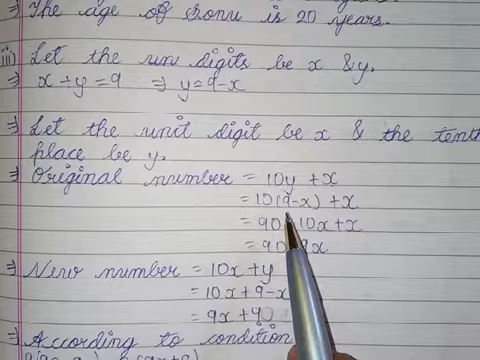 ⇒ The age of Sonu is 20 years.
iii) Let the digits be x & y.
⇒ x + y = 9 ⇒ y = 9 - x
⇒ Let the unit digit be x & the tenth
place be y.
⇒ Original number = 10y + x
= 10(9-x) + x
= 90 10x + x
= 90 9x
⇒ New number = 10x + y
= 10x + 9 - x
= 9x + 9
⇒ According to condition